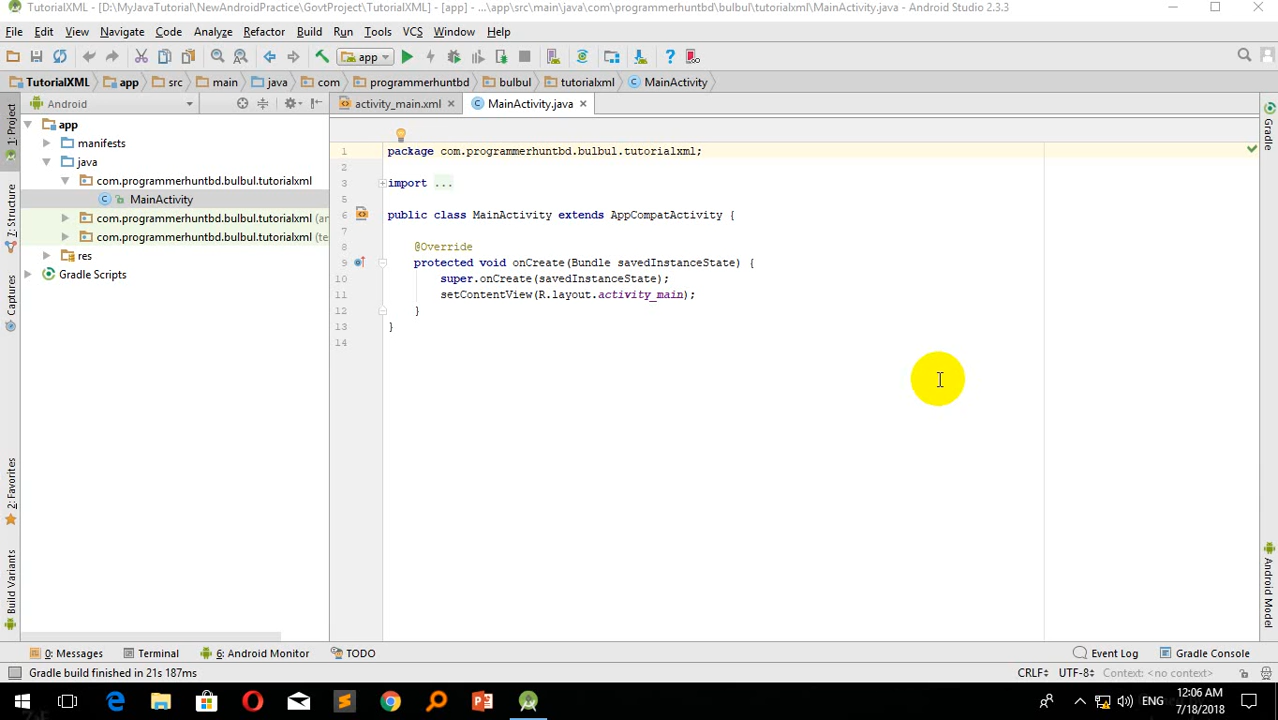 TutorialXML - [D:\MyJavaTutorial\NewAndroidPractice\GovtProject\TutorialXML] - [app] - ...\app\src\main\java\com\programmerhuntbd\bulbul\tutorialxml\MainActivity.java - Android Studio 2.3.3
File Edit View Navigate Code Analyze Refactor Build Run Tools VCS Window Help
app
TutorialXML app src main java com programmerhuntbd bulbul tutorialxml MainActivity
Android
activity_main.xml MainActivity.java
1: Project
7: Structure
Captures
2: Favorites
Build Variants
app
manifests
java
com.programmerhuntbd.bulbul.tutorialxml
MainActivity
com.programmerhuntbd.bulbul.tutorialxml (an
com.programmerhuntbd.bulbul.tutorialxml (te
res
Gradle Scripts
1 package com.programmerhuntbd.bulbul.tutorialxml;
2
3 import ...
5
6 public class MainActivity extends AppCompatActivity {
7
8 @Override
9 protected void onCreate(Bundle savedInstanceState) {
10 super.onCreate(savedInstanceState);
11 setContentView(R.layout.activity_main);
12 }
13 }
14
Gradle
Android Model
0: Messages Terminal 6: Android Monitor TODO Event Log Gradle Console
Gradle build finished in 21s 187ms CRLF UTF-8 Context: <no context>
ENG 12:06 AM
7/18/2018